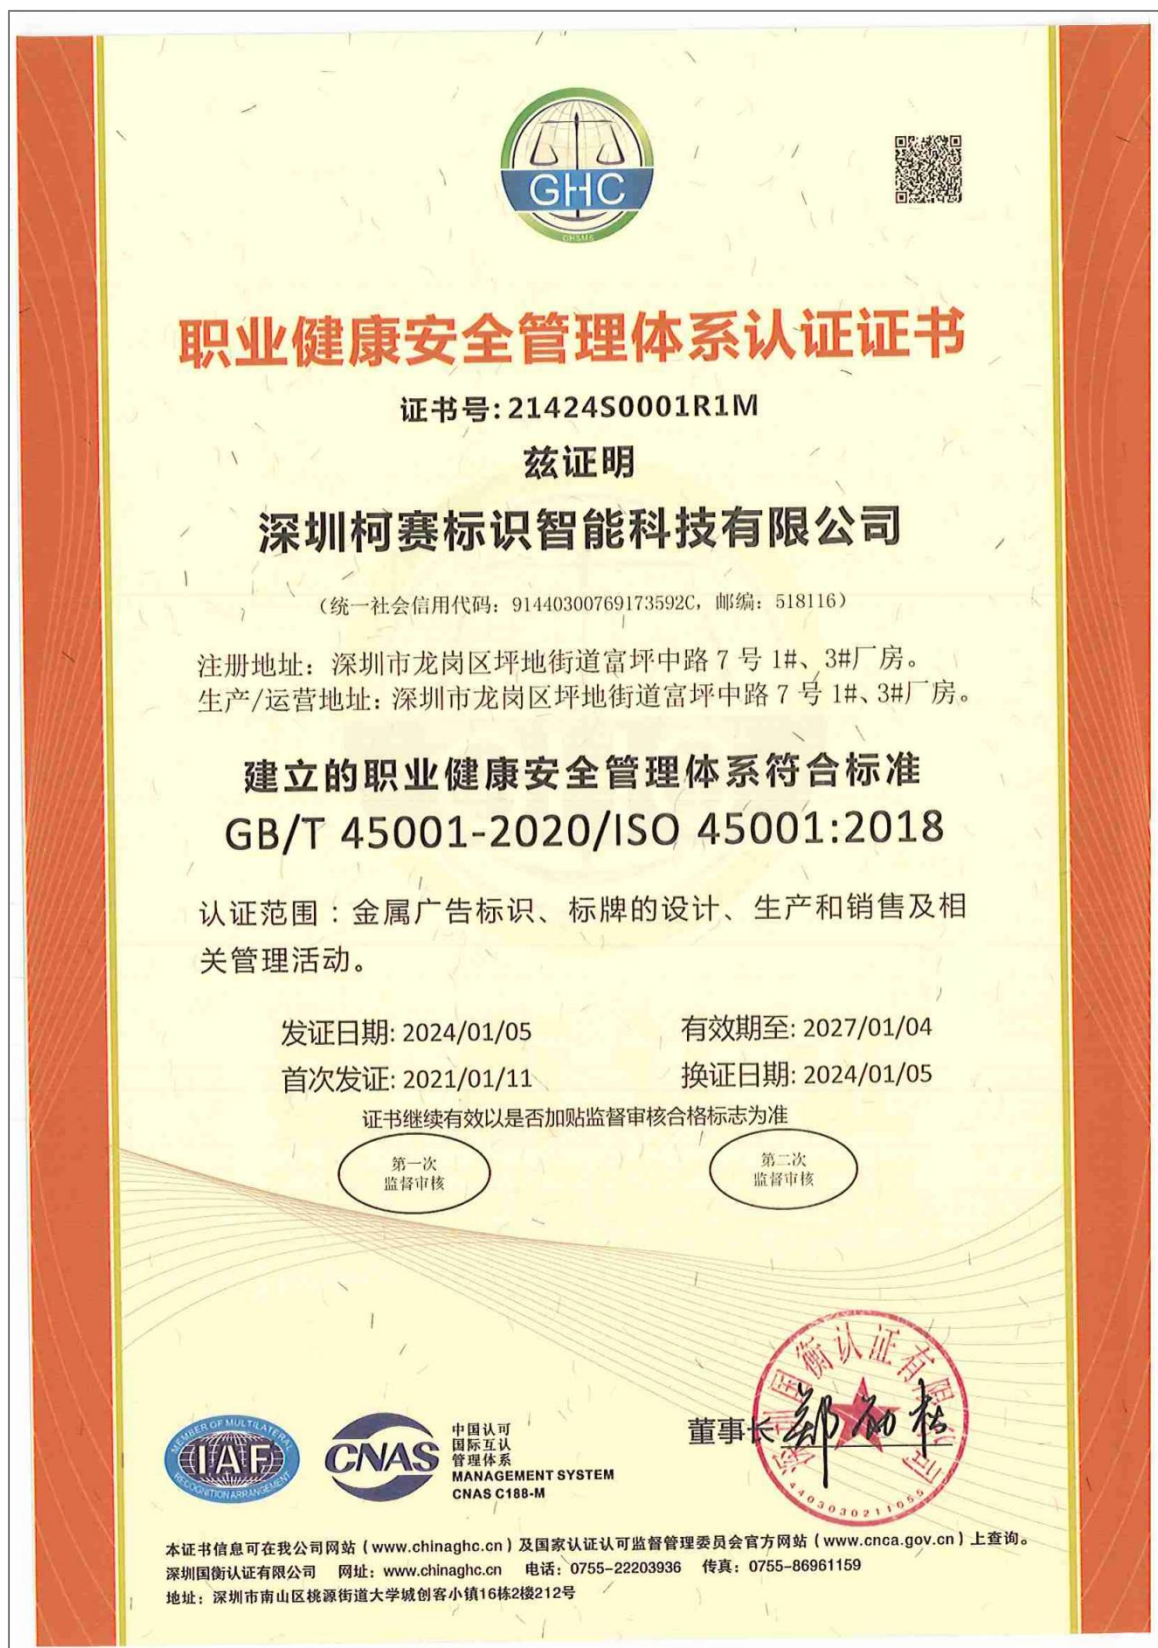 GHC
OHSMS
职业健康安全管理体系认证证书
证书号:21424S0001R1M
兹证明
深圳柯赛标识智能科技有限公司
（统一社会信用代码：91440300769173592C，邮编：518116）
注册地址：深圳市龙岗区坪地街道富坪中路 7 号 1#、3#厂房。
生产/运营地址：深圳市龙岗区坪地街道富坪中路 7 号 1#、3#厂房。
建立的职业健康安全管理体系符合标准
GB/T 45001-2020/ISO 45001:2018
认证范围：金属广告标识、标牌的设计、生产和销售及相
关管理活动。
发证日期: 2024/01/05 有效期至: 2027/01/04
首次发证: 2021/01/11 换证日期: 2024/01/05
证书继续有效以是否加贴监督审核合格标志为准
第一次
监督审核
第二次
监督审核
深圳国衡认证有限公司
董事长
4403030211055
MEMBER OF MULTILATERAL
IAF
RECOGNITION ARRANGEMENT
CNAS
中国认可
国际互认
管理体系
MANAGEMENT SYSTEM
CNAS C188-M
本证书信息可在我公司网站（www.chinaghc.cn）及国家认证认可监督管理委员会官方网站（www.cnca.gov.cn）上查询。
深圳国衡认证有限公司 网址：www.chinaghc.cn 电话：0755-22203936 传真：0755-86961159
地址：深圳市南山区桃源街道大学城创客小镇16栋2楼212号